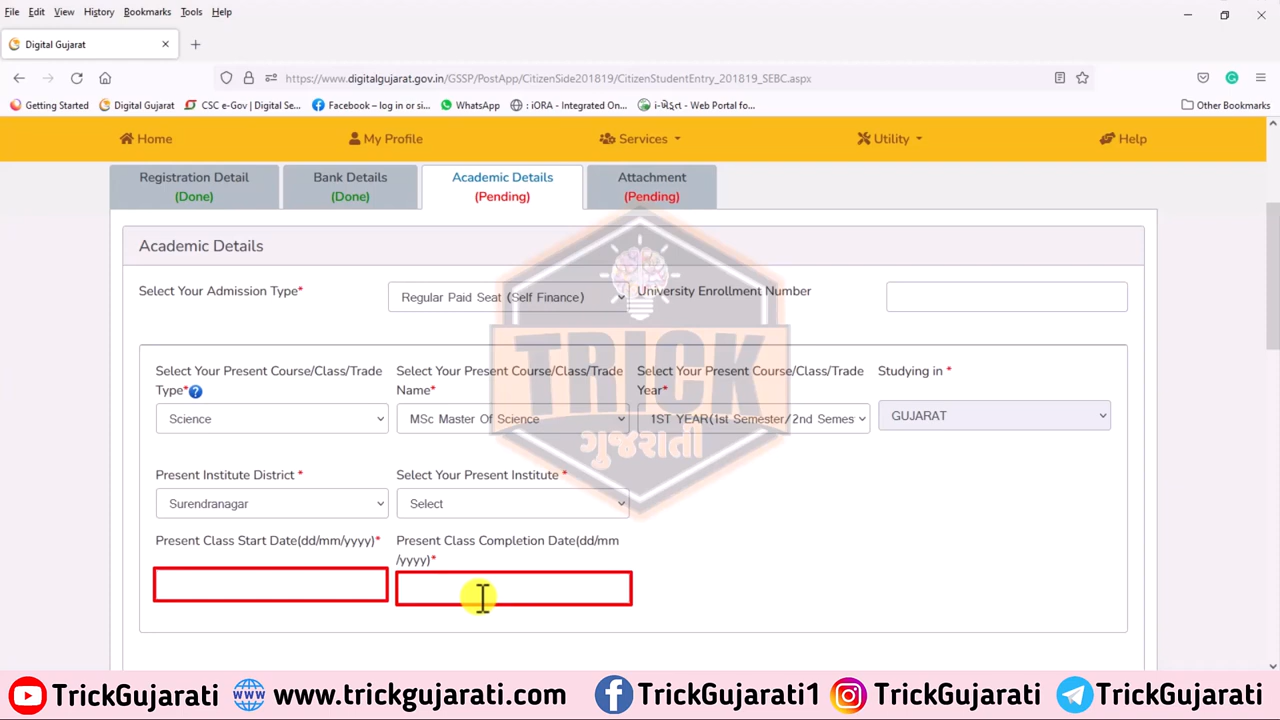 File Edit View History Bookmarks Tools Help
Digital Gujarat
https://www.digitalgujarat.gov.in/GSSP/PostApp/CitizenSide201819/CitizenStudentEntry_201819_SEBC.aspx
Getting Started Digital Gujarat CSC e-Gov | Digital Se... Facebook – log in or si... WhatsApp : iORA - Integrated On... - Web Portal fo... Other Bookmarks
Home My Profile Services Utility Help
Registration Detail Bank Details Academic Details Attachment
(Done) (Done) (Pending) (Pending)
Academic Details
Select Your Admission Type* Regular Paid Seat (Self Finance) University Enrollment Number
Select Your Present Course/Class/Trade Type* Select Your Present Course/Class/Trade Name* Select Your Present Course/Class/Trade Year* Studying in *
Science MSc Master Of Science 1ST YEAR(1st Semester/2nd Semes GUJARAT
TRICK
ગુજરાતી
Present Institute District * Select Your Present Institute *
Surendranagar Select
Present Class Start Date(dd/mm/yyyy)* Present Class Completion Date(dd/mm
/yyyy)*
TrickGujarati www.trickgujarati.com TrickGujarati1 TrickGujarati TrickGujarati